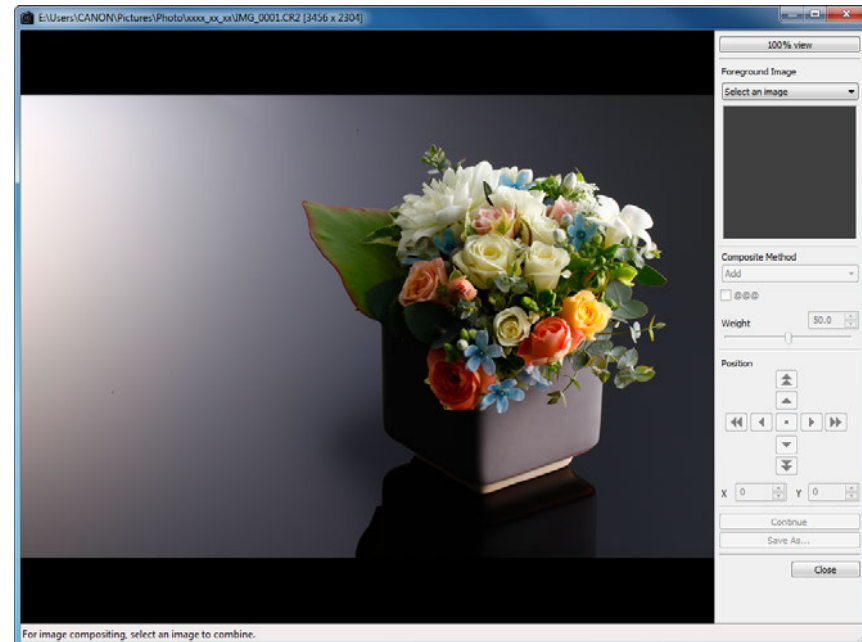 E:\Users\CANON\Pictures\Photo\xxxx_xx_xx\IMG_0001.CR2 [3456 x 2304]
100% view
Foreground Image
Select an image
Composite Method
Add
@@@
Weight
50.0
Position
X 0 Y 0
Continue
Save As...
Close
For image compositing, select an image to combine.